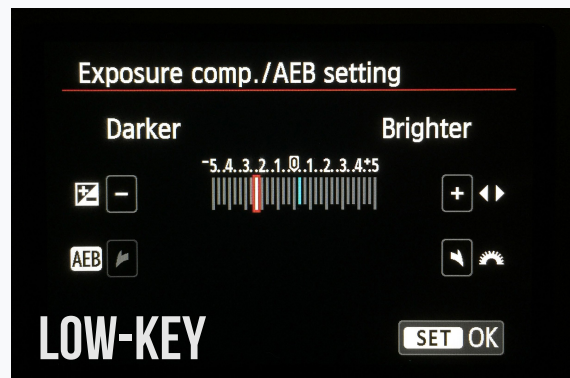 Exposure comp./AEB setting
Darker Brighter
-5..4..3..2..1..0..1..2..3..4..+5
−
+
AEB
LOW-KEY
SET OK